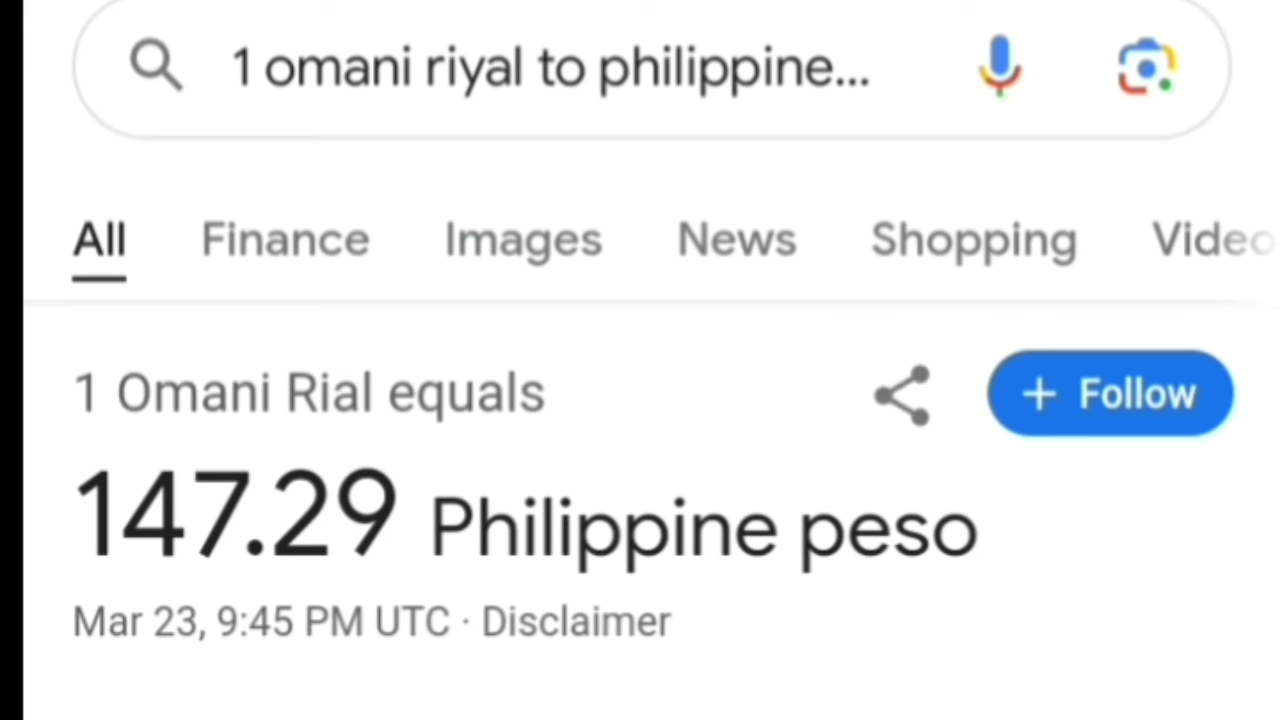 1 omani riyal to philippine...
All Finance Images News Shopping Video
1 Omani Rial equals
+ Follow
147.29 Philippine peso
Mar 23, 9:45 PM UTC · Disclaimer